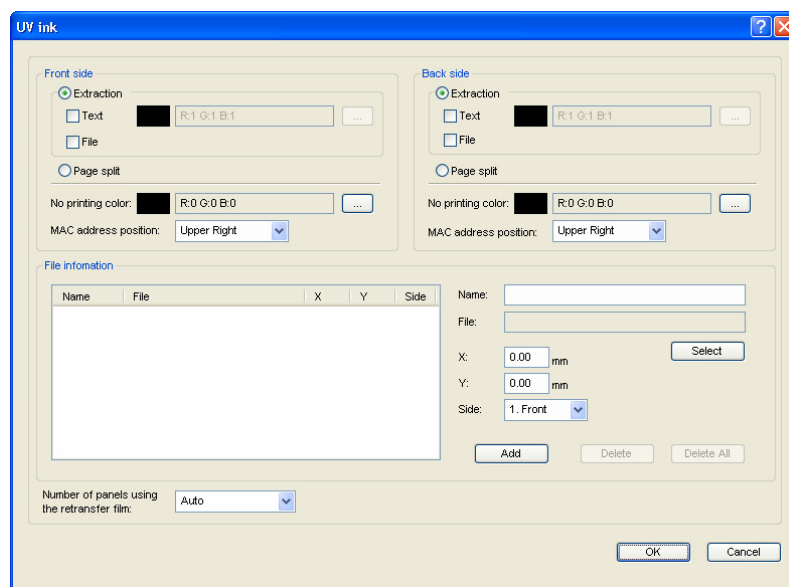 UV ink
Front side
Extraction
Text R:1 G:1 B:1 ...
File
Page split
No printing color: R:0 G:0 B:0 ...
MAC address position: Upper Right
Back side
Extraction
Text R:1 G:1 B:1 ...
File
Page split
No printing color: R:0 G:0 B:0 ...
MAC address position: Upper Right
File infomation
Name File X Y Side
Name:
File:
Select
X: 0.00 mm
Y: 0.00 mm
Side: 1. Front
Add Delete Delete All
Number of panels using
the retransfer film:
Auto
OK Cancel